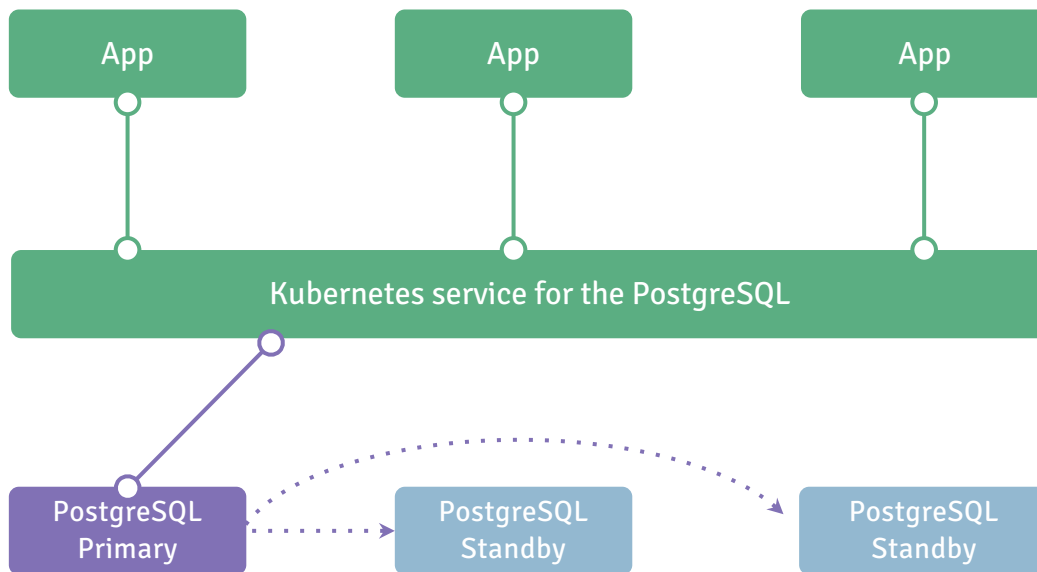 App
App
App
Kubernetes service for the PostgreSQL
PostgreSQL
Primary
PostgreSQL
Standby
PostgreSQL
Standby